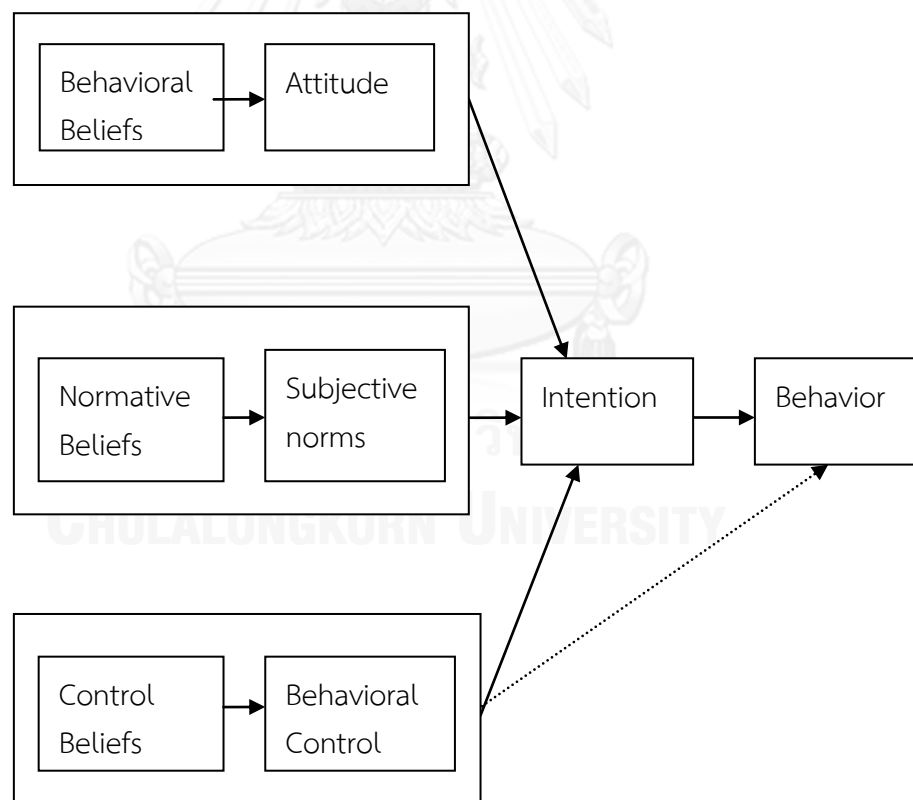 Behavioral
Beliefs
Attitude
Normative
Beliefs
Subjective
norms
Intention
Behavior
CHULALONGKORN UNIVERSITY
Control
Beliefs
Behavioral
Control